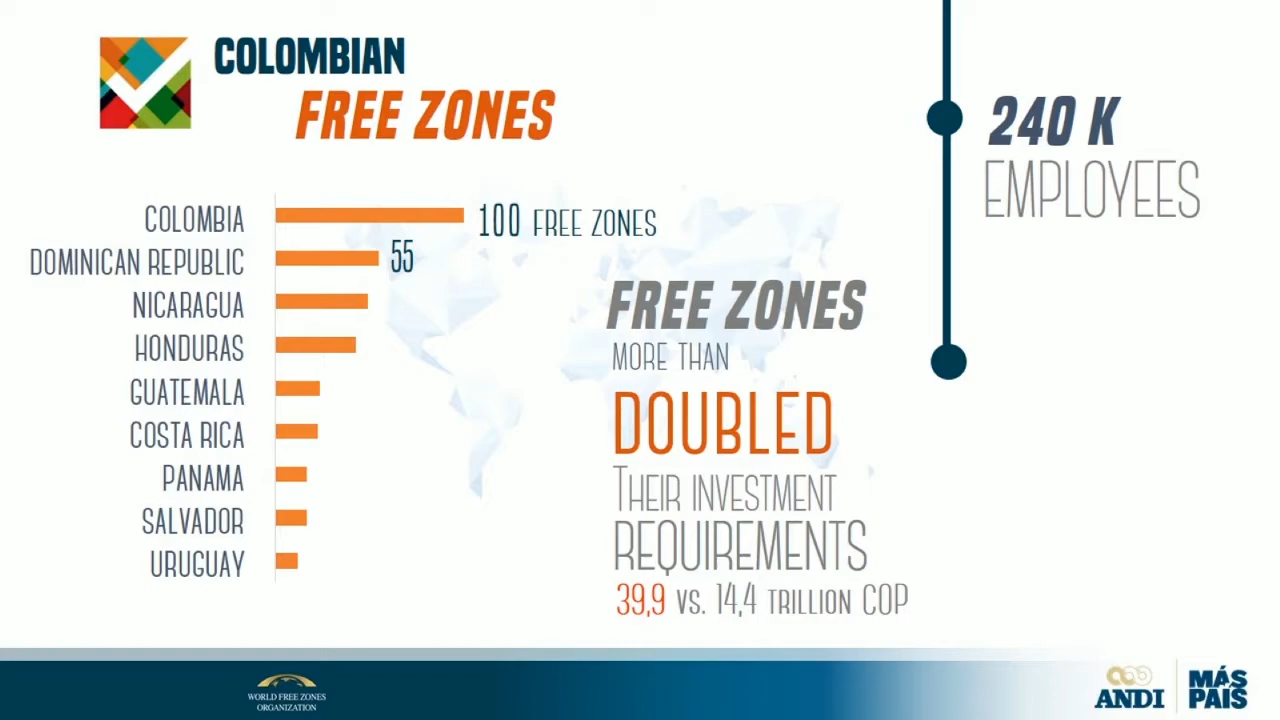 COLOMBIAN
FREE ZONES
240 K
EMPLOYEES
COLOMBIA
100 FREE ZONES
DOMINICAN REPUBLIC
55
NICARAGUA
HONDURAS
GUATEMALA
COSTA RICA
PANAMA
SALVADOR
URUGUAY
FREE ZONES
MORE THAN
DOUBLED
THEIR INVESTMENT
REQUIREMENTS
39,9 VS. 14,4 TRILLION COP
WORLD FREE ZONES
ORGANIZATION
ANDI
MÁS
PAÍS